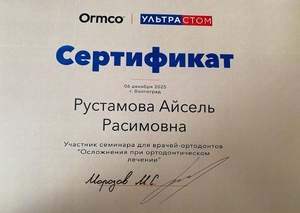 Ormco | УЛЬТРАСТОМ
Сертификат
06 декабря 2025
г. Волгоград
Рустамова Айсель
Расимовна
Участник семинара для врачей-ортодонтов
"Осложнения при ортодонтическом
лечении"
Морозов М.С.